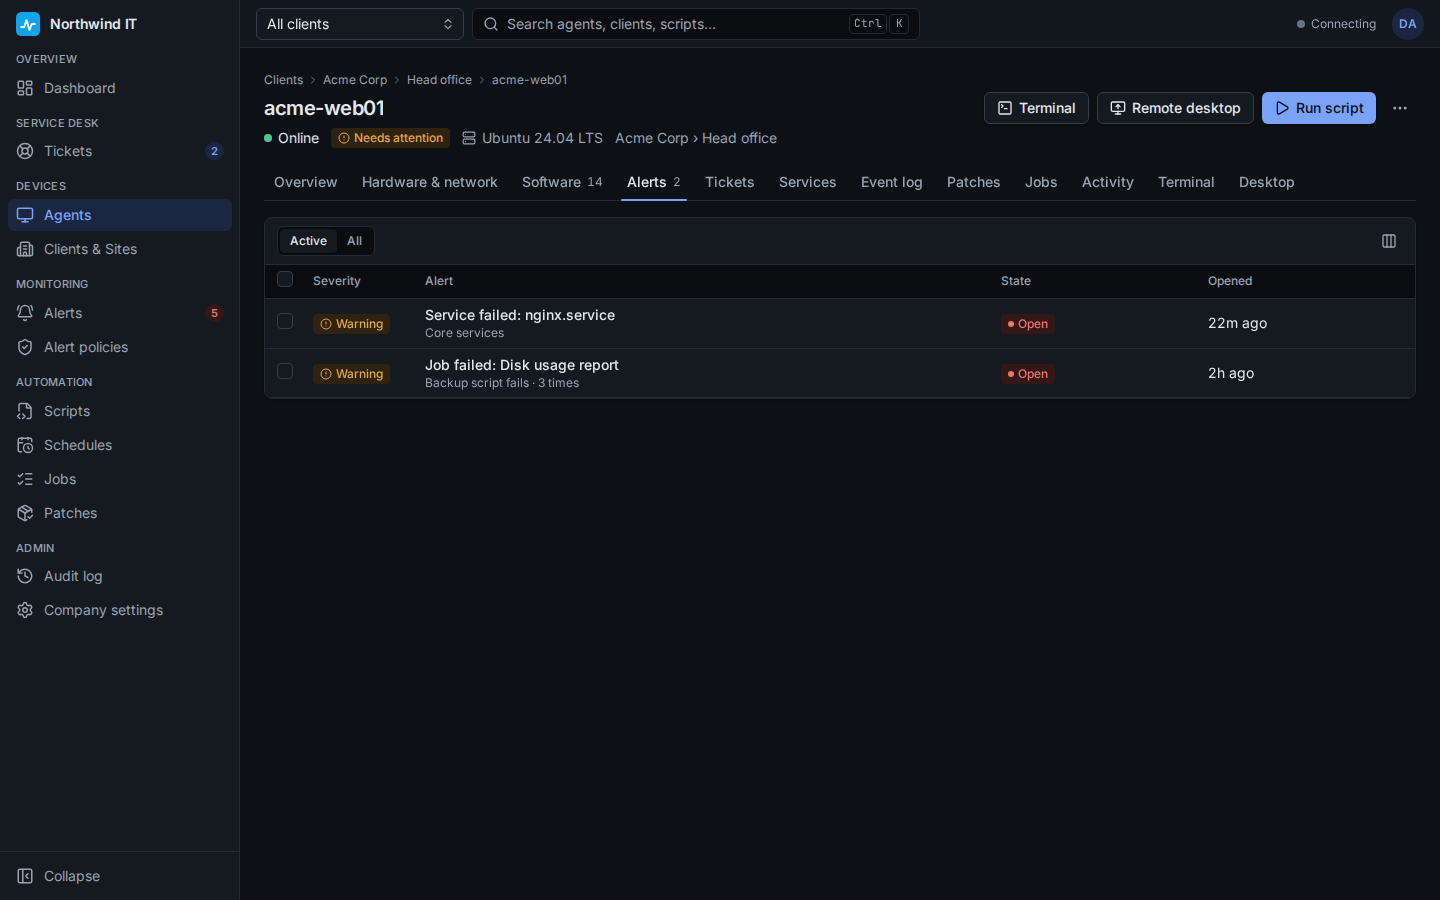 Northwind IT
OVERVIEW
Dashboard
SERVICE DESK
Tickets 2
DEVICES
Agents
Clients & Sites
MONITORING
Alerts 5
Alert policies
AUTOMATION
Scripts
Schedules
Jobs
Patches
ADMIN
Audit log
Company settings
Collapse
All clients
Search agents, clients, scripts... Ctrl K
Connecting
DA
Clients > Acme Corp > Head office > acme-web01
acme-web01
Online Needs attention Ubuntu 24.04 LTS Acme Corp › Head office
Terminal Remote desktop Run script
Overview Hardware & network Software 14 Alerts 2 Tickets Services Event log Patches Jobs Activity Terminal Desktop
Active All
Severity Alert State Opened
Warning Service failed: nginx.service Open 22m ago
Core services
Warning Job failed: Disk usage report Open 2h ago
Backup script fails · 3 times